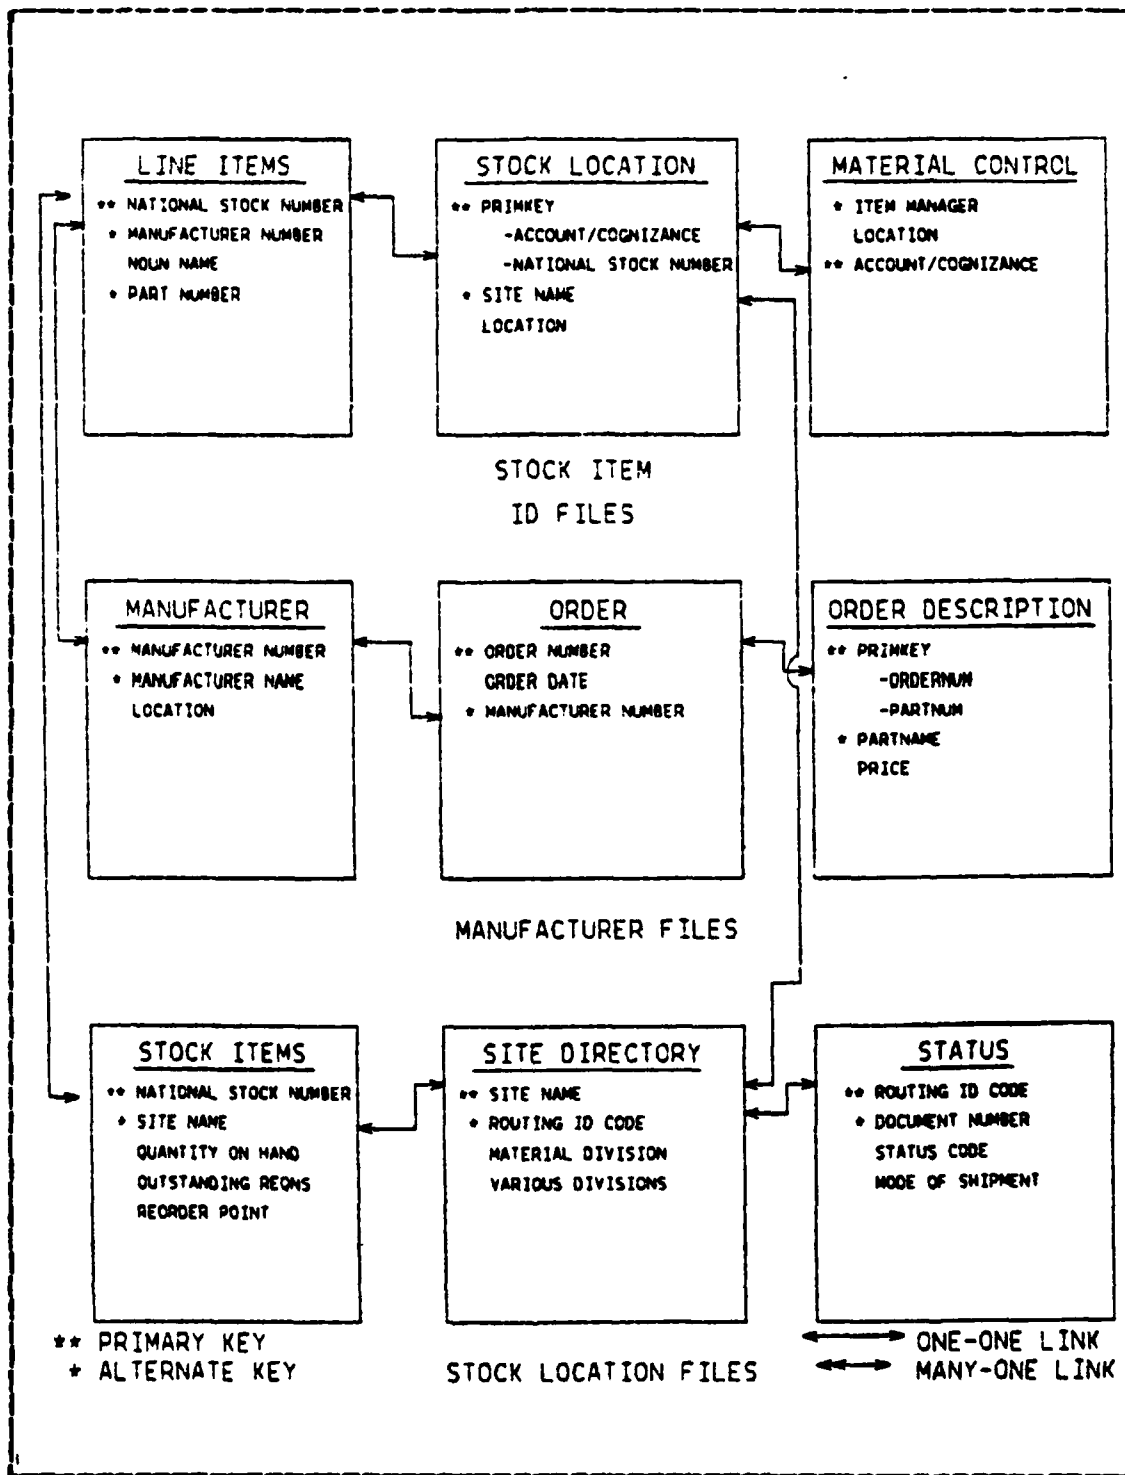 LINE ITEMS
** NATIONAL STOCK NUMBER
* MANUFACTURER NUMBER
NOUN NAME
* PART NUMBER
STOCK LOCATION
** PRIMKEY
-ACCOUNT/COGNIZANCE
-NATIONAL STOCK NUMBER
* SITE NAME
LOCATION
MATERIAL CONTROL
* ITEM MANAGER
LOCATION
** ACCOUNT/COGNIZANCE
STOCK ITEM
ID FILES
MANUFACTURER
** MANUFACTURER NUMBER
* MANUFACTURER NAME
LOCATION
ORDER
** ORDER NUMBER
ORDER DATE
* MANUFACTURER NUMBER
ORDER DESCRIPTION
** PRIMKEY
-ORDERNUM
-PARTNUM
* PARTNAME
PRICE
MANUFACTURER FILES
STOCK ITEMS
** NATIONAL STOCK NUMBER
* SITE NAME
QUANTITY ON HAND
OUTSTANDING REQNS
REORDER POINT
SITE DIRECTORY
** SITE NAME
* ROUTING ID CODE
MATERIAL DIVISION
VARIOUS DIVISIONS
STATUS
** ROUTING ID CODE
* DOCUMENT NUMBER
STATUS CODE
MODE OF SHIPMENT
** PRIMARY KEY
* ALTERNATE KEY
STOCK LOCATION FILES
ONE-ONE LINK
MANY-ONE LINK